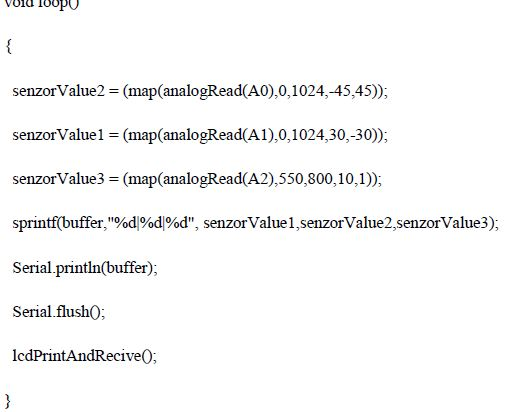 void loop()
{
senzorValue2 = (map(analogRead(A0),0,1024,-45,45));
senzorValue1 = (map(analogRead(A1),0,1024,30,-30));
senzorValue3 = (map(analogRead(A2),550,800,10,1));
sprintf(buffer,"%d|%d|%d", senzorValue1,senzorValue2,senzorValue3);
Serial.println(buffer);
Serial.flush();
lcdPrintAndRecive();
}